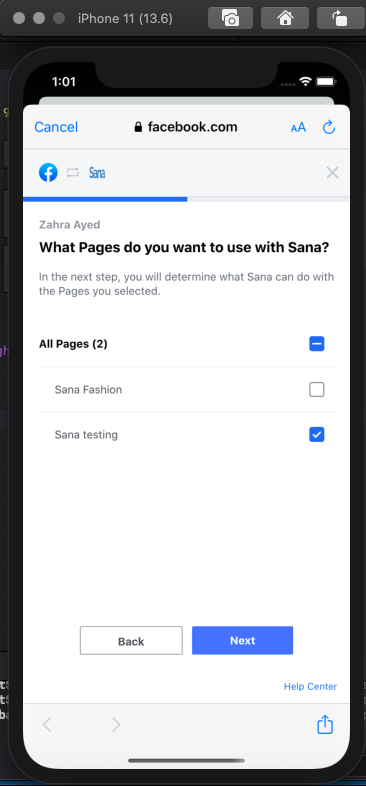 iPhone 11 (13.6)
1:01
Cancel
facebook.com
AA
Sana
Zahra Ayed
What Pages do you want to use with Sana?
In the next step, you will determine what Sana can do with
the Pages you selected.
All Pages (2)
Sana Fashion
Sana testing
Back
Next
Help Center